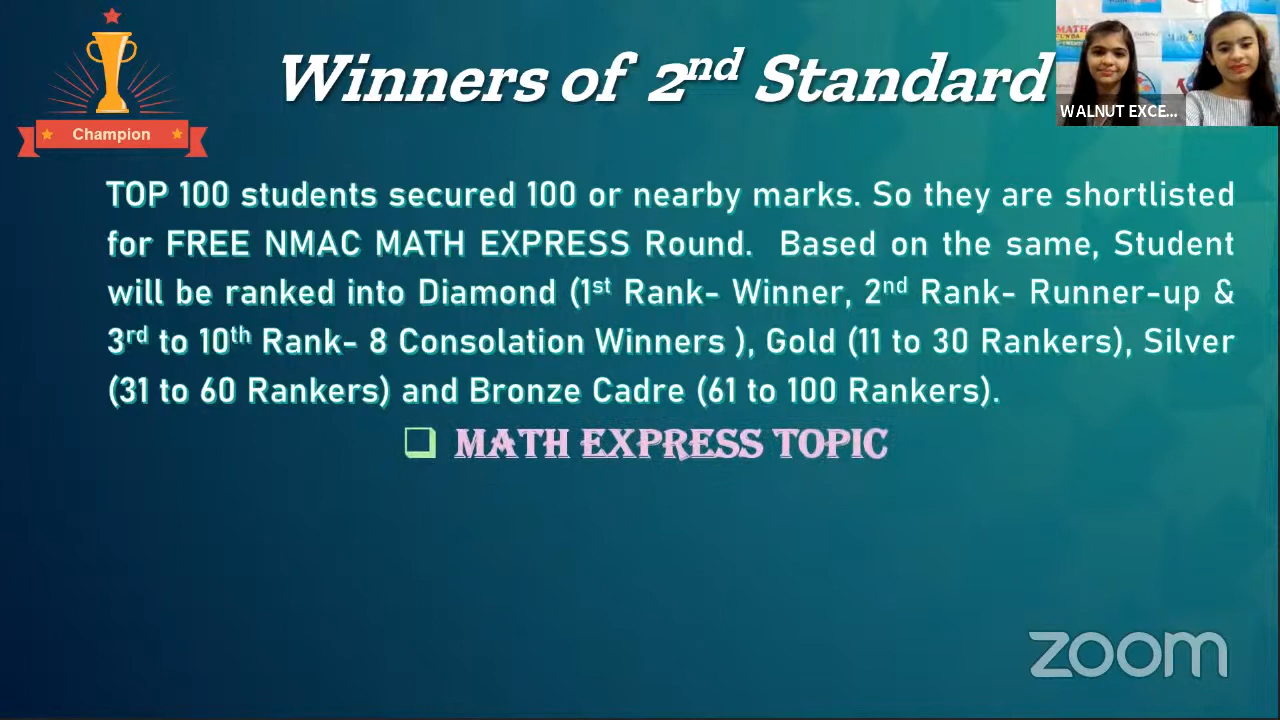 Champion
Winners of 2nd Standard
WALNUT EXCE...
TOP 100 students secured 100 or nearby marks. So they are shortlisted
for FREE NMAC MATH EXPRESS Round. Based on the same, Student
will be ranked into Diamond (1st Rank- Winner, 2nd Rank- Runner-up &
3rd to 10th Rank- 8 Consolation Winners ), Gold (11 to 30 Rankers), Silver
(31 to 60 Rankers) and Bronze Cadre (61 to 100 Rankers).
MATH EXPRESS TOPIC
zoom